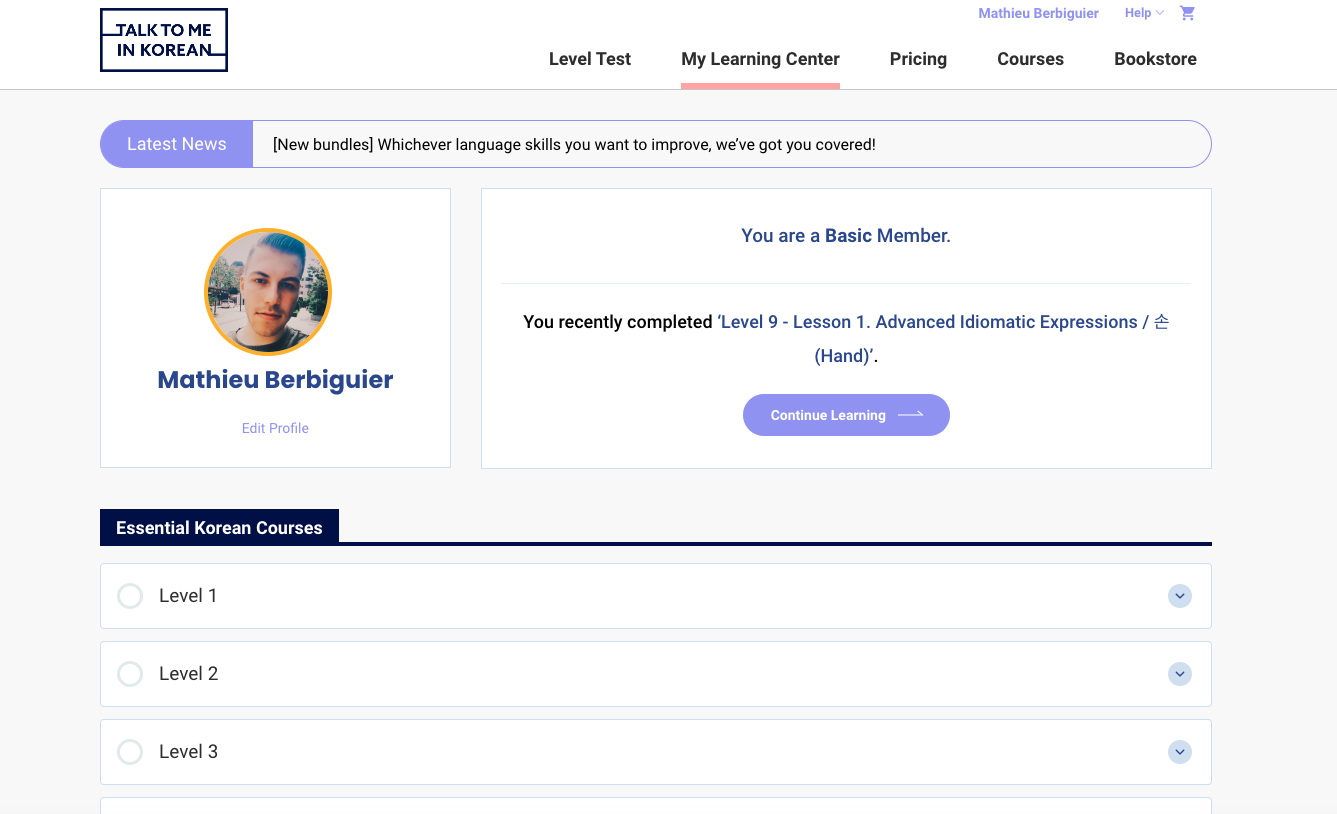 TALK TO ME
IN KOREAN
Mathieu Berbiguier
Help
Level Test
My Learning Center
Pricing
Courses
Bookstore
Latest News
[New bundles] Whichever language skills you want to improve, we’ve got you covered!
Mathieu Berbiguier
Edit Profile
You are a Basic Member.
You recently completed ‘Level 9 - Lesson 1. Advanced Idiomatic Expressions / 손
(Hand)’.
Continue Learning
Essential Korean Courses
Level 1
Level 2
Level 3